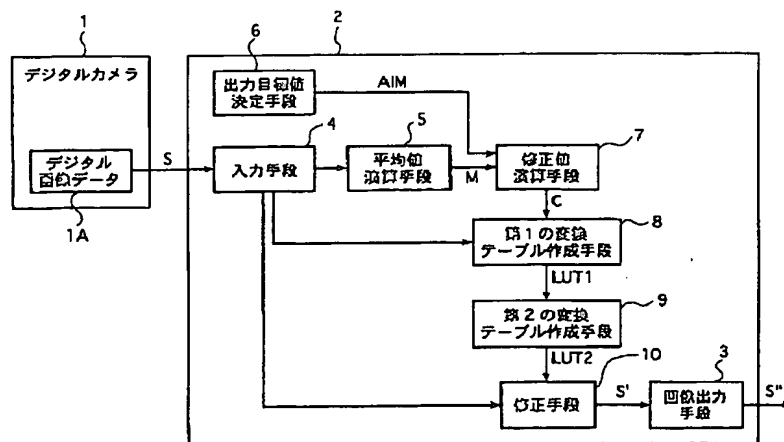 1
デジタルカメラ
デジタル
画像データ
1A
S
2
6
出力目標値
決定手段
AIM
4
入力手段
5
平均値
演算手段
M
7
修正値
演算手段
C
8
第1の変換
テーブル作成手段
LUT1
9
第2の変換
テーブル作成手段
LUT2
10
修正手段
S'
3
画像出力
手段
S"